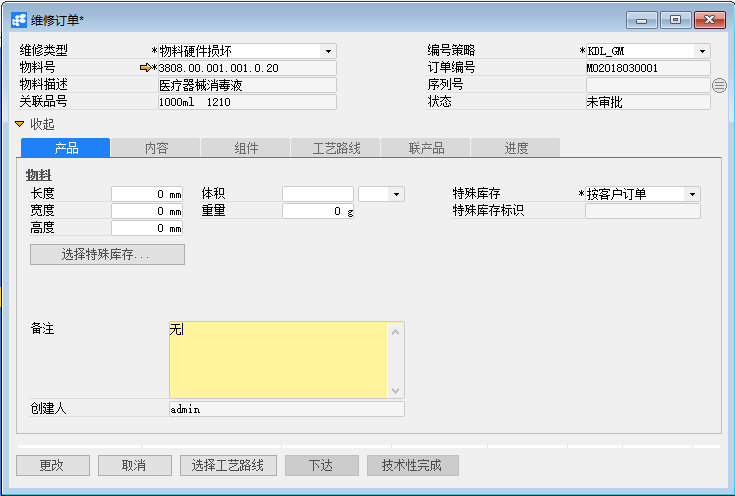 维修订单*
维修类型 *物料硬件损坏 编号策略 *KDL_GM
物料号 *3808.00.001.001.0.20 订单编号 MO2018030001
物料描述 医疗器械消毒液 序列号
关联品号 1000ml 1210 状态 未审批
收起
产品 内容 组件 工艺路线 联产品 进度
物料
长度 0 mm 体积 特殊库存 *按客户订单
宽度 0 mm 重量 0 g 特殊库存标识
高度 0 mm
选择特殊库存...
备注 无
创建人 admin
更改 取消 选择工艺路线 下达 技术性完成